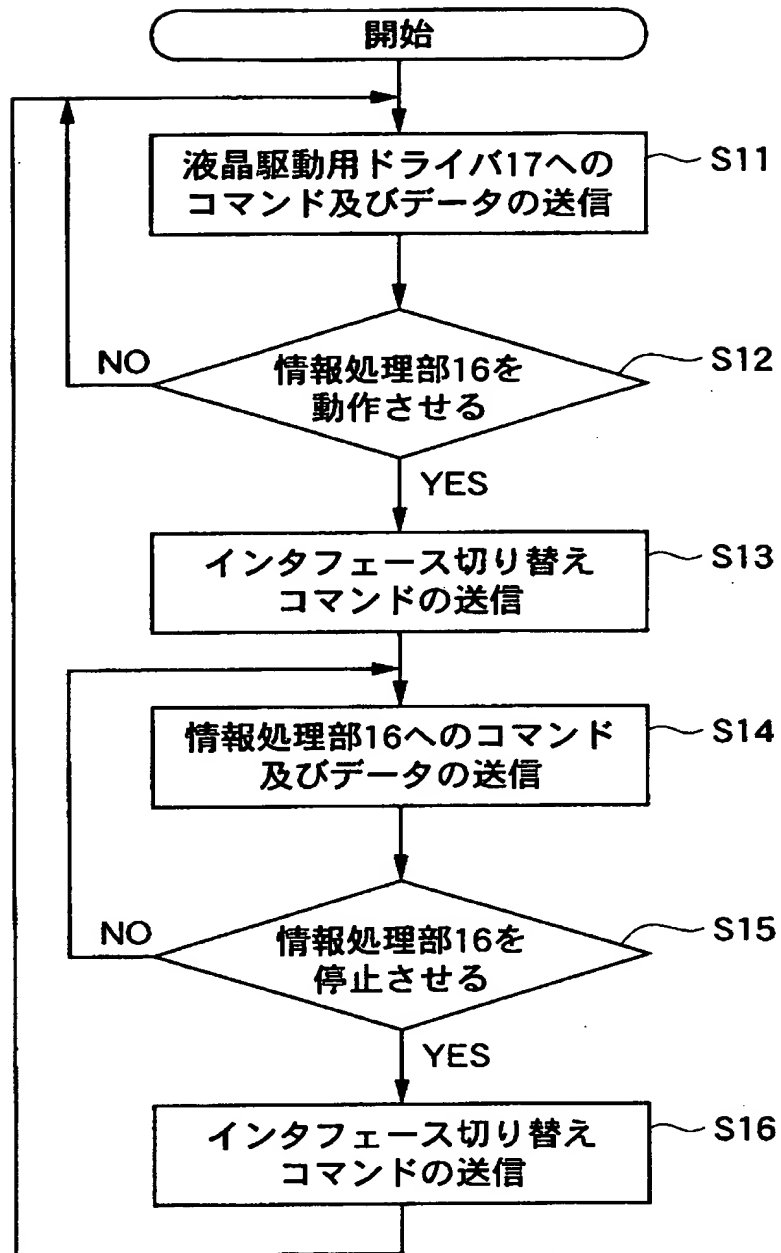 開始
液晶駆動用ドライバ17への
コマンド及びデータの送信
S11
情報処理部16を
動作させる
S12
NO
YES
インタフェース切り替え
コマンドの送信
S13
情報処理部16へのコマンド
及びデータの送信
S14
情報処理部16を
停止させる
S15
NO
YES
インタフェース切り替え
コマンドの送信
S16